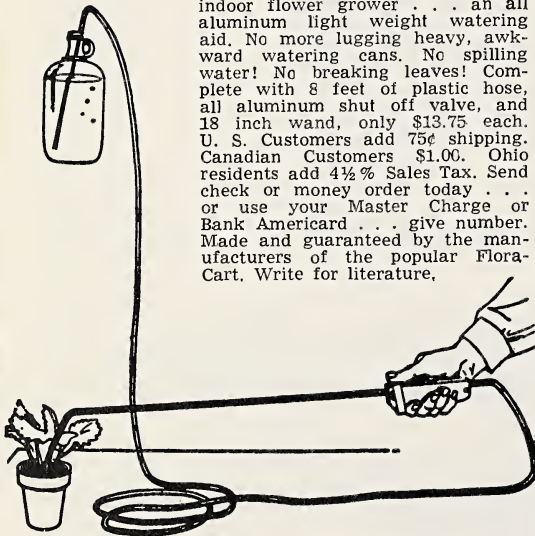 indoor flower grower . . . an all
aluminum light weight watering
aid. No more lugging heavy, awk-
ward watering cans. No spilling
water! No breaking leaves! Com-
plete with 8 feet of plastic hose,
all aluminum shut off valve, and
18 inch wand, only $13.75 each.
U. S. Customers add 75¢ shipping.
Canadian Customers $1.00. Ohio
residents add 4½% Sales Tax. Send
check or money order today . . .
or use your Master Charge or
Bank Americard . . . give number.
Made and guaranteed by the man-
ufacturers of the popular Flora-
Cart. Write for literature.